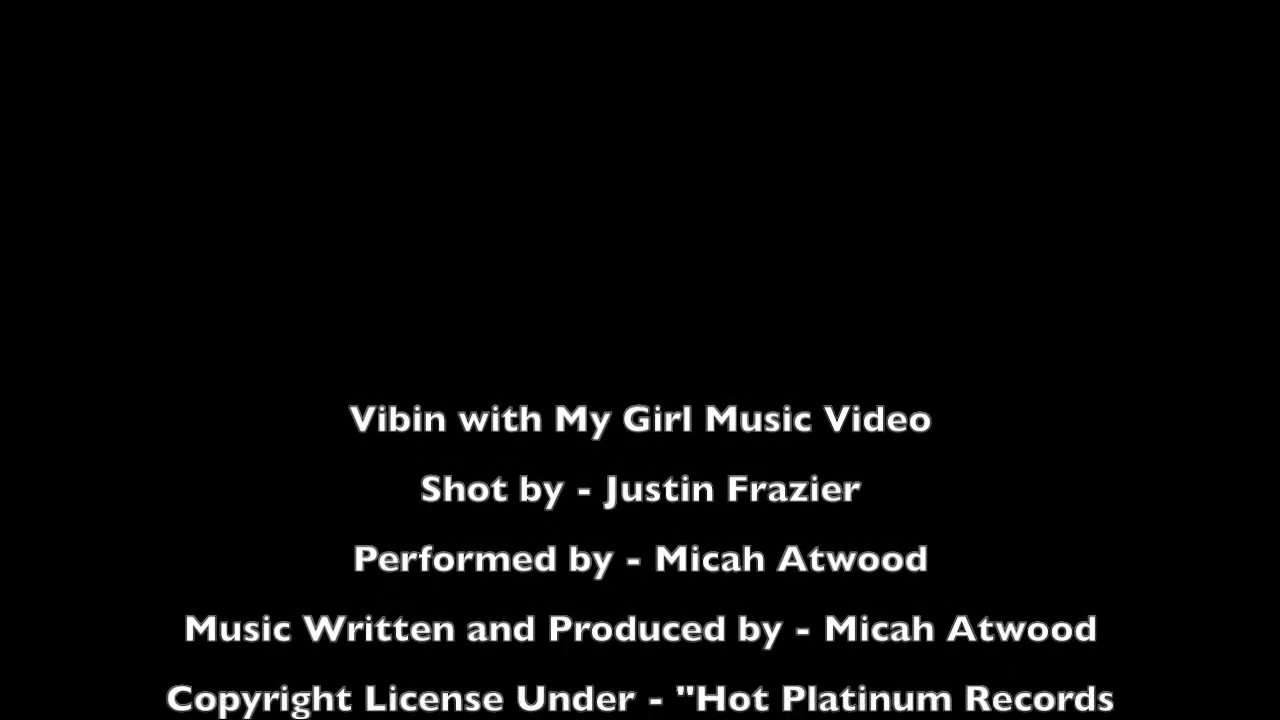 Vibin with My Girl Music Video
Shot by - Justin Frazier
Performed by - Micah Atwood
Music Written and Produced by - Micah Atwood
Copyright License Under - "Hot Platinum Records